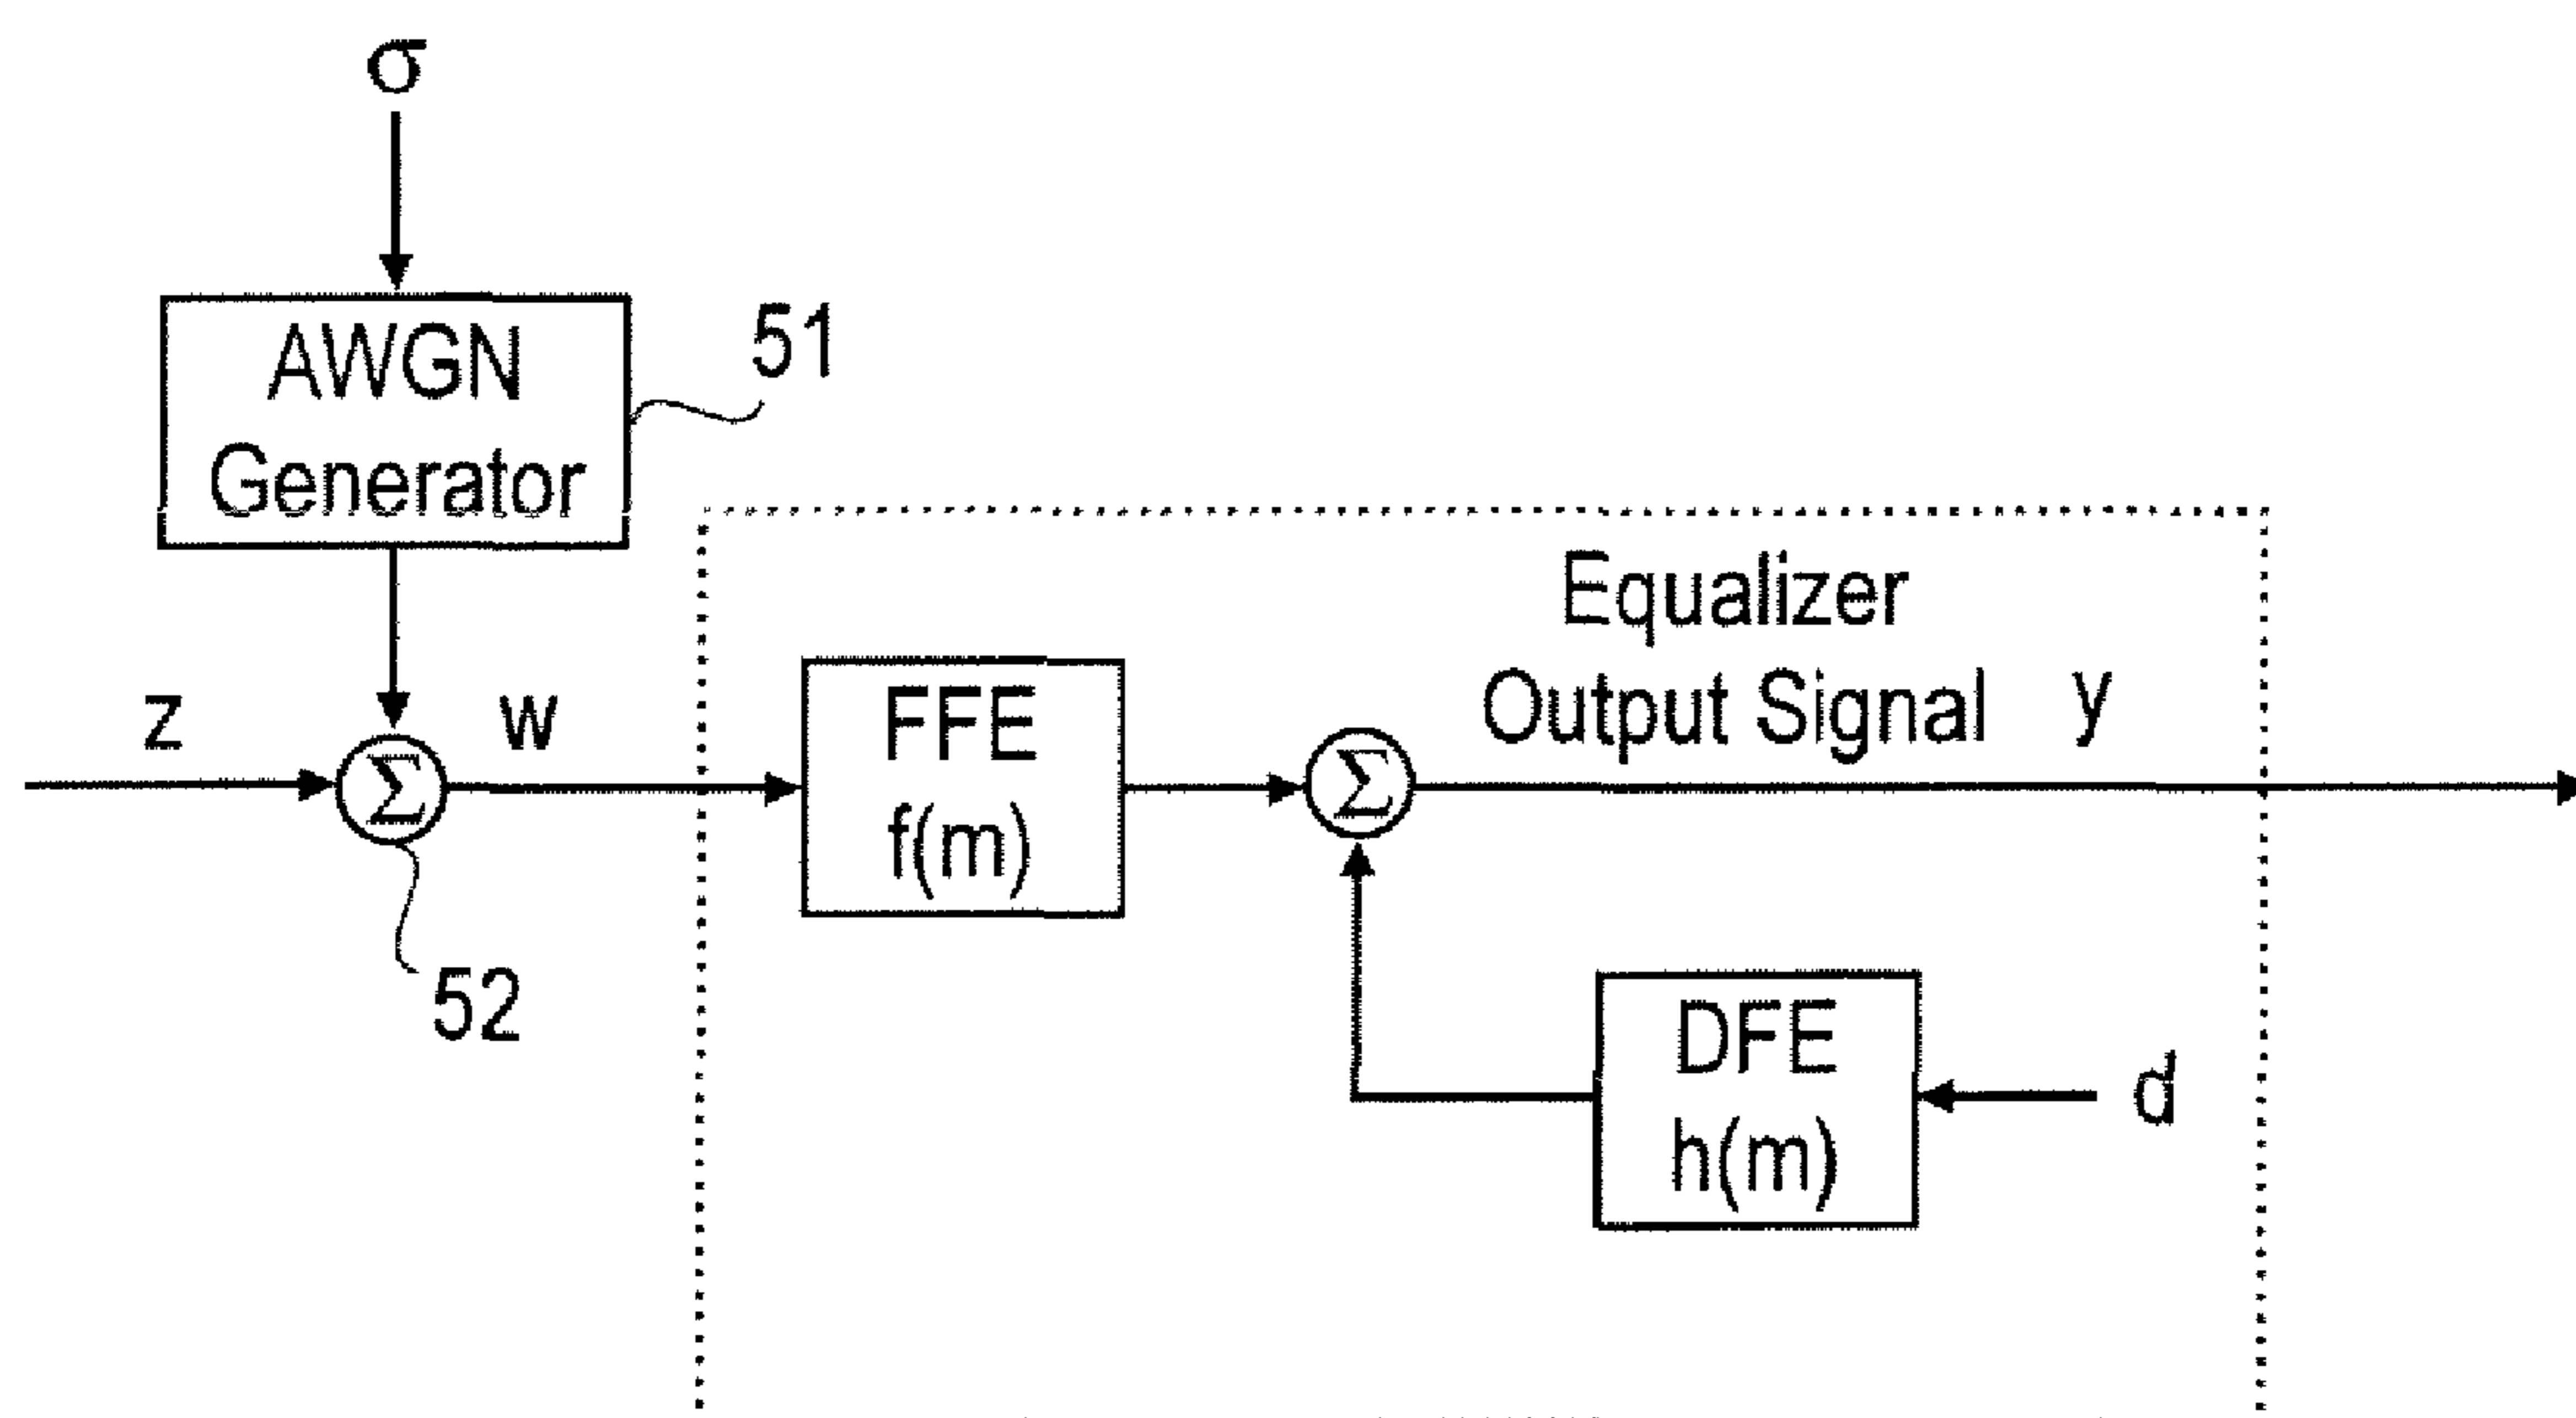 σ
AWGN
Generator
51
z
Σ
w
52
FFE
f(m)
Σ
Equalizer
Output Signal y
DFE
h(m)
d